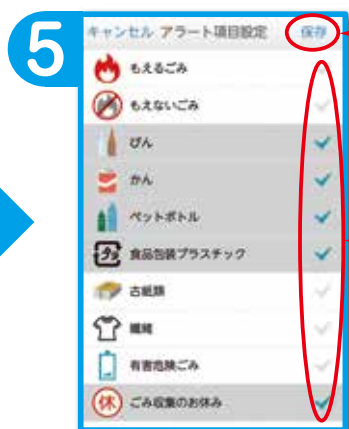 5
キャンセル アラート項目設定 保存
もえるごみ
もえないごみ
びん
かん
ペットボトル
プラ 食品包装プラスチック
古紙類
繊維
有害危険ごみ
休 ごみ収集のお休み